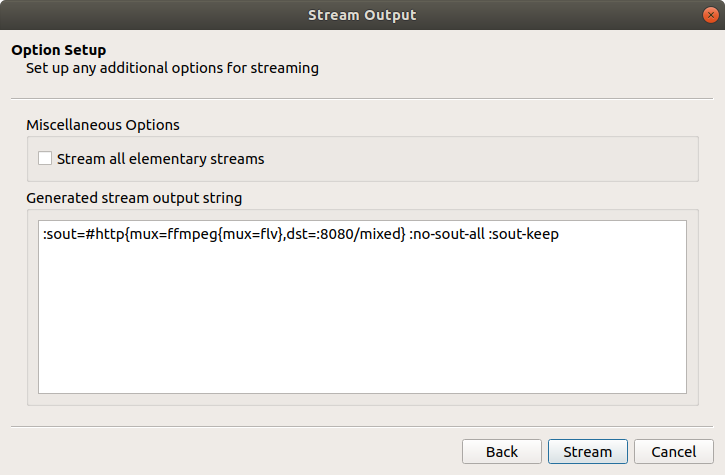 Stream Output
Option Setup
Set up any additional options for streaming
Miscellaneous Options
Stream all elementary streams
Generated stream output string
:sout=#http{mux=ffmpeg{mux=flv},dst=:8080/mixed} :no-sout-all :sout-keep
Back
Stream
Cancel